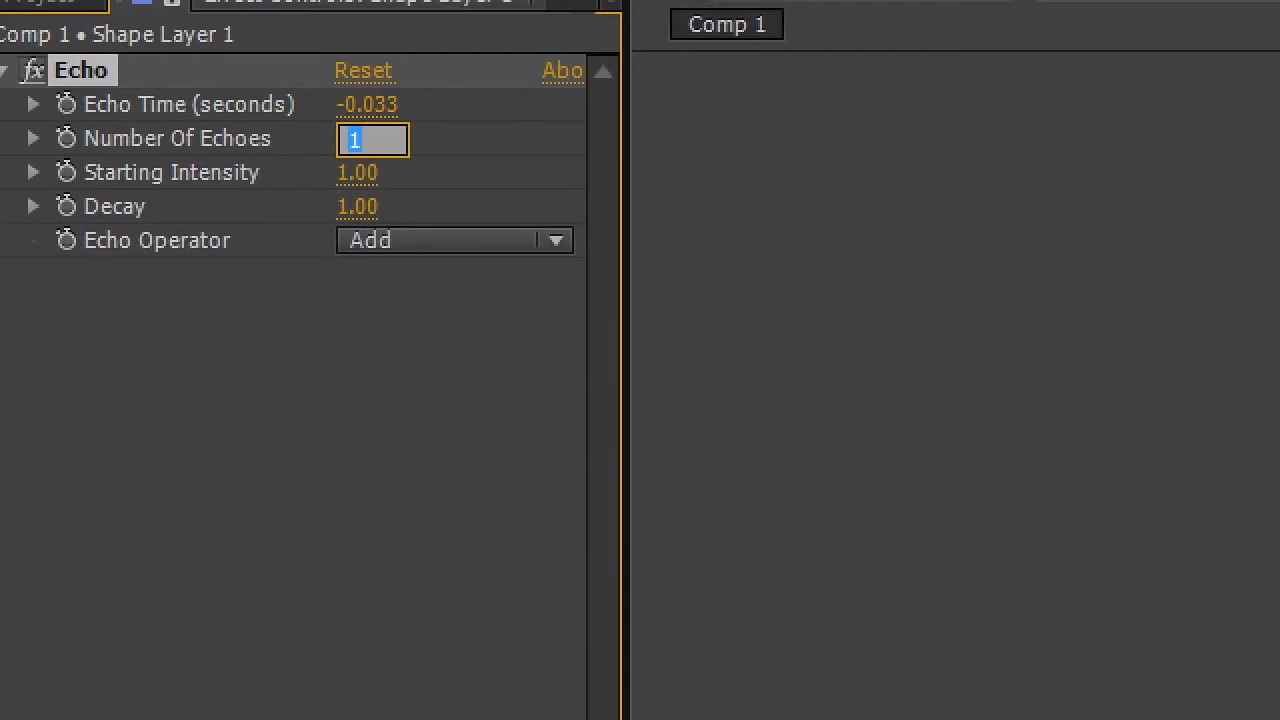 Comp 1
Comp 1 • Shape Layer 1
fx Echo Reset Abo
Echo Time (seconds) -0.033
Number Of Echoes 1
Starting Intensity 1.00
Decay 1.00
Echo Operator Add